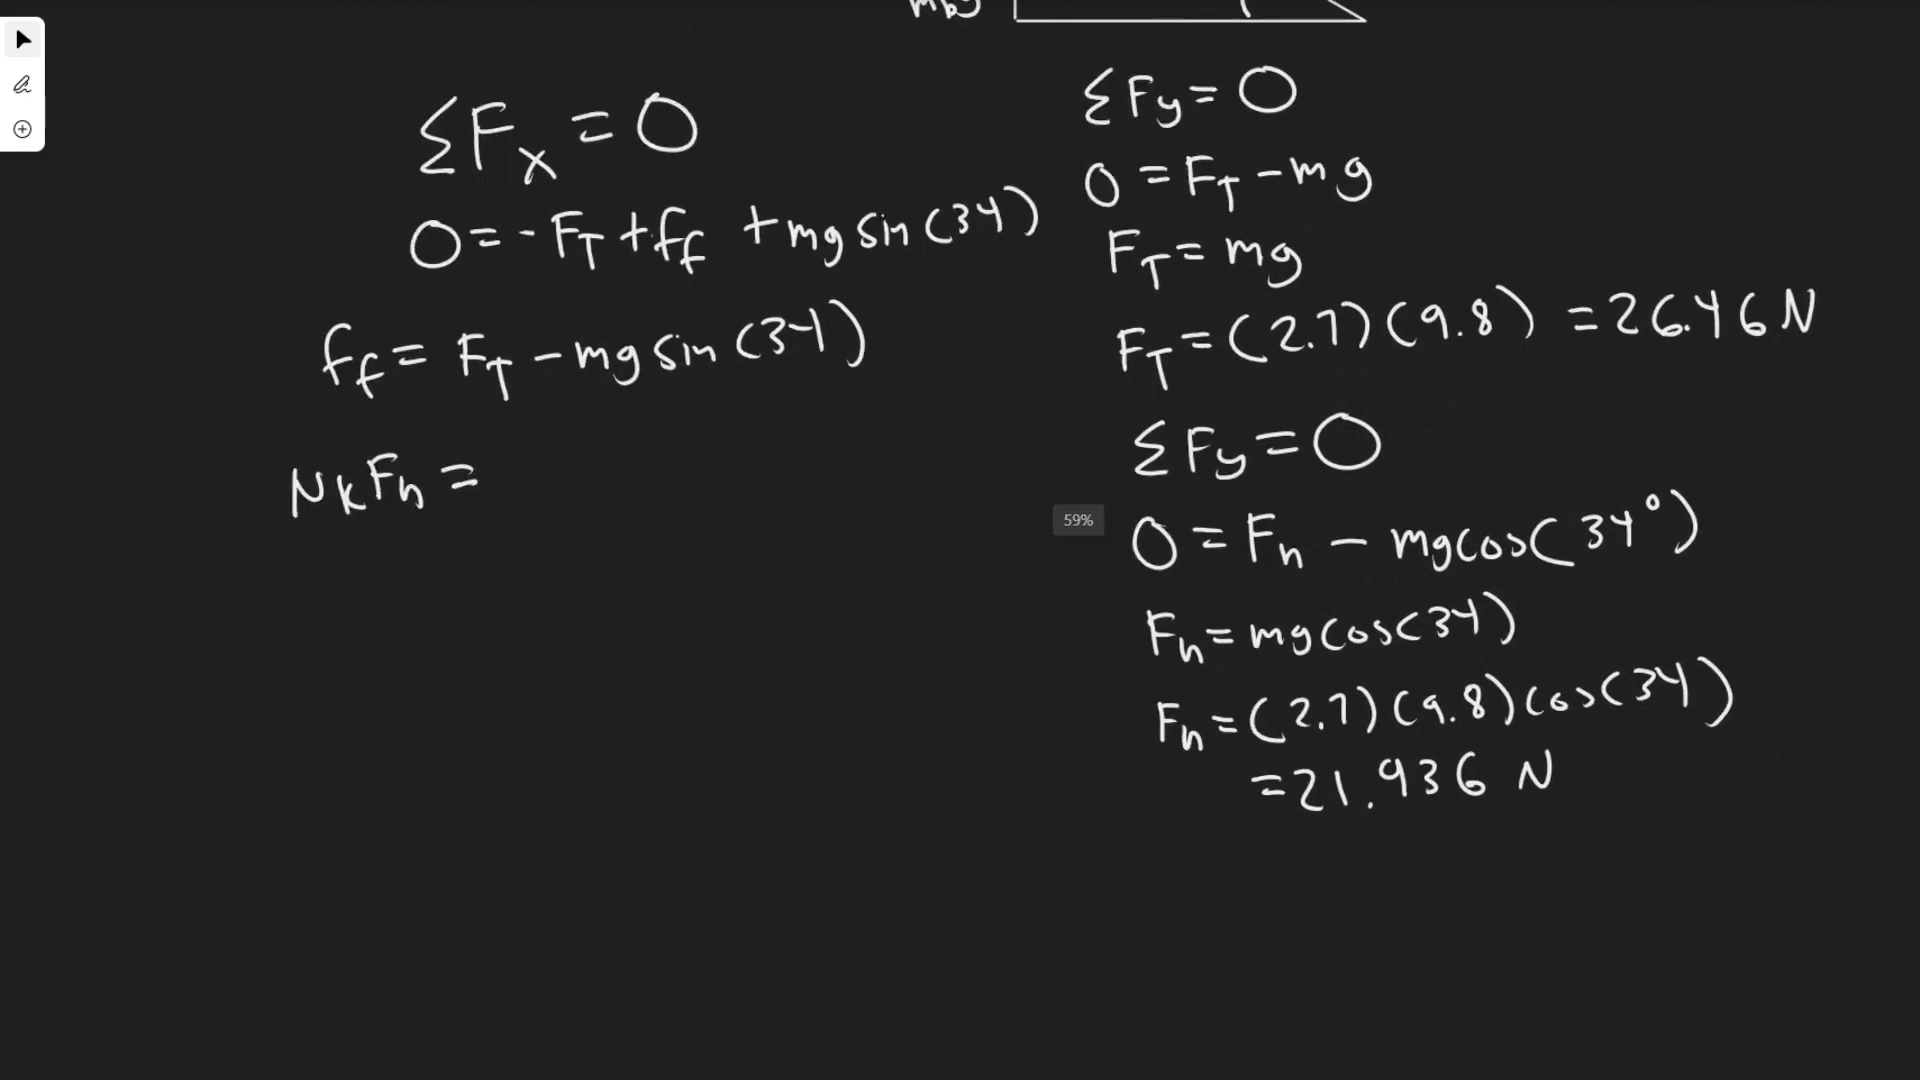 mbg
ΣFx = 0
0 = -FT + ff + mg sin(34)
ff = FT - mg sin(34)
μkFn =
ΣFy = 0
0 = FT - mg
FT = mg
FT = (2.7)(9.8) = 26.46 N
ΣFy = 0
59%
0 = Fn - mgcos(34°)
Fn = mgcos(34)
Fn = (2.7)(9.8)cos(34)
= 21.936 N